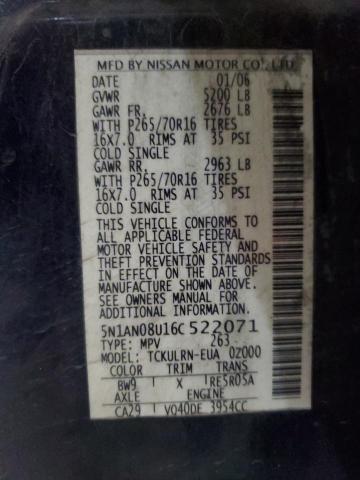 MFD BY NISSAN MOTOR CO., LTD.
DATE 01/06
GVWR 5200 LB
GAWR FR. 2676 LB
WITH P265/70R16 TIRES
16X7.0 RIMS AT 35 PSI
COLD SINGLE
GAWR RR. 2963 LB
WITH P265/70R16 TIRES
16X7.0 RIMS AT 35 PSI
COLD SINGLE
THIS VEHICLE CONFORMS TO
ALL APPLICABLE FEDERAL
MOTOR VEHICLE SAFETY AND
THEFT PREVENTION STANDARDS
IN EFFECT ON THE DATE OF
MANUFACTURE SHOWN ABOVE.
SEE OWNERS MANUAL FOR
ADDITIONAL INFORMATION.
5N1AN08U16C522071
TYPE: MPV 263
MODEL: TCKULRN-EUA 0Z000
COLOR TRIM TRANS
BW9 X RE5R05A
AXLE ENGINE
CA29 VQ40DE 3954CC